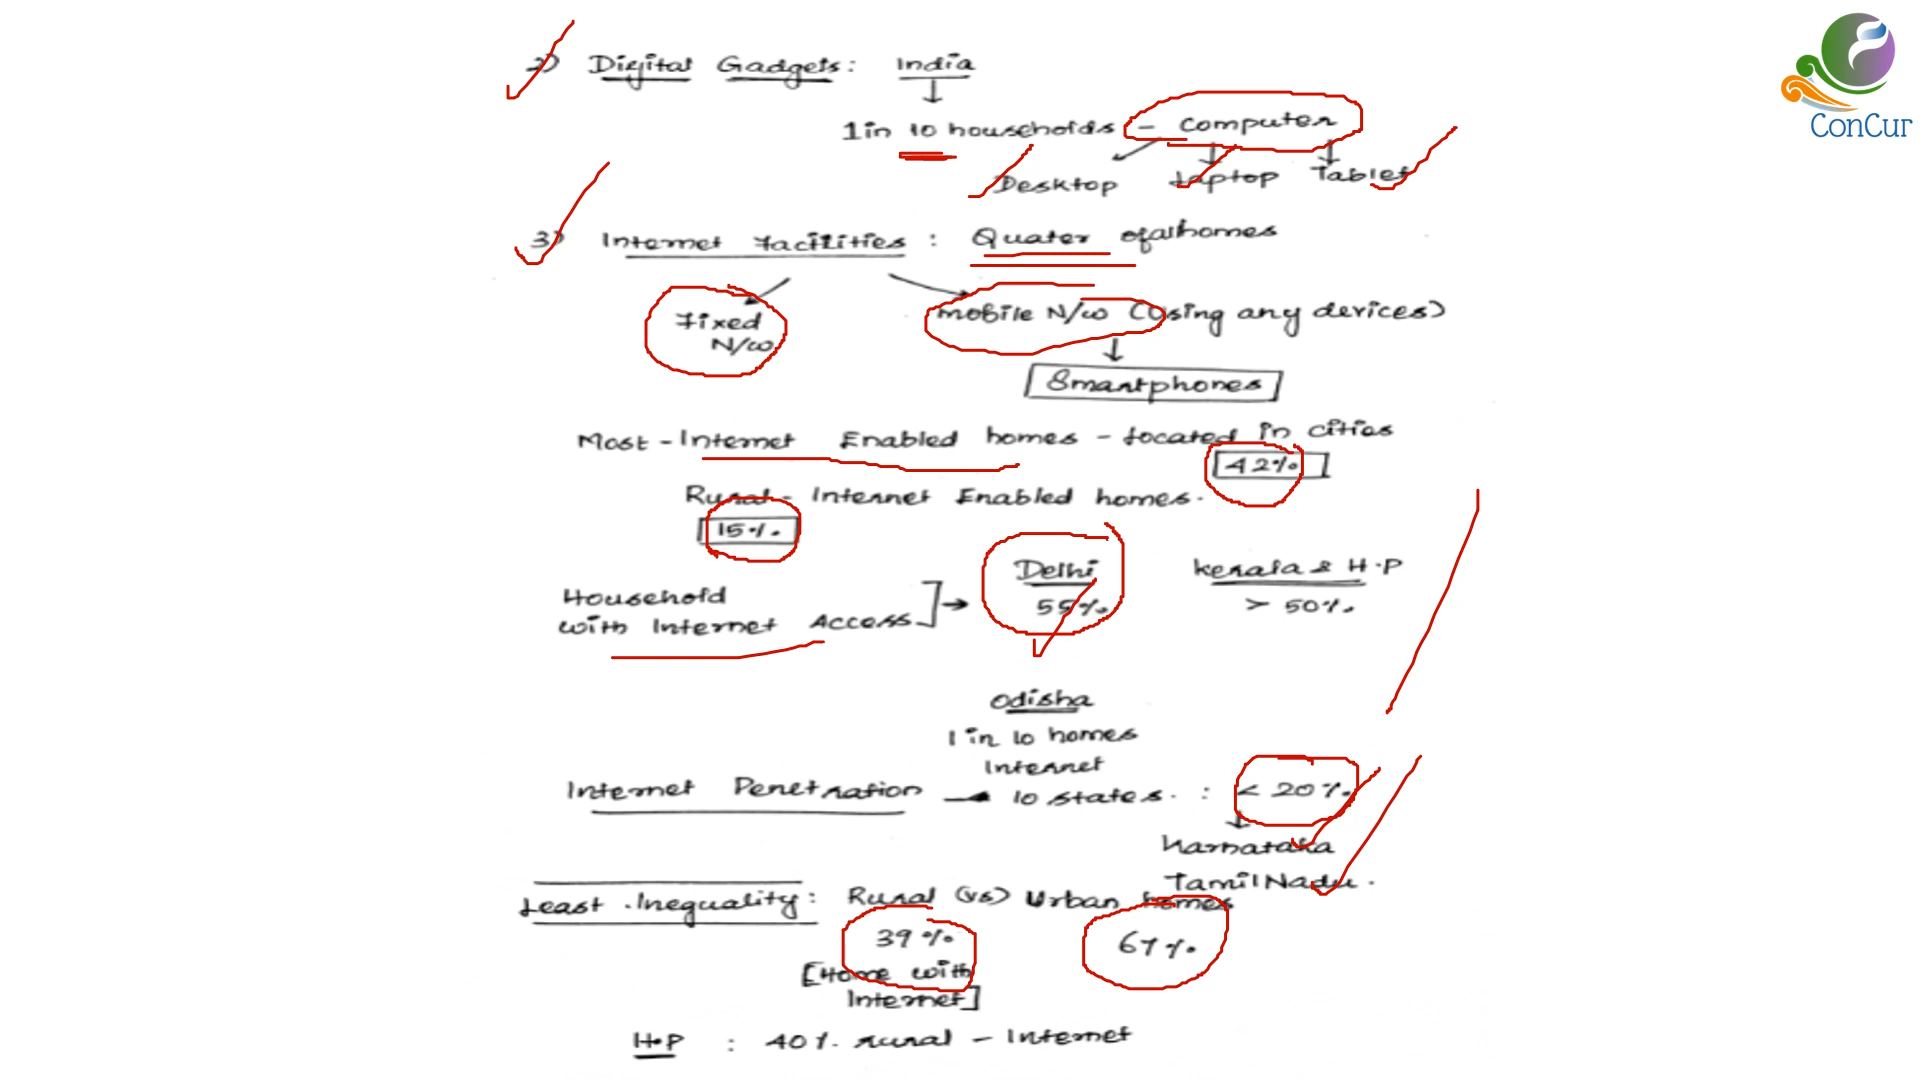 2) Digital Gadgets: India
1 in 10 households - computer
Desktop Laptop Tablet
3) Internet Facilities : Quater of all homes
Fixed N/w
mobile N/w (using any devices)
Smartphones
Most - Internet Enabled homes - Located in cities
42%
Rural - Internet Enabled homes.
15%
Household with Internet Access
Delhi
55%
Kerala & H.P
> 50%
Odisha
1 in 10 homes
Internet
Internet Penetration 10 states. : < 20%
Karnataka
TamilNadu.
Least Inequality: Rural (vs) Urban homes
39% 67%
[Home with
Internet]
H.P : 40% rural - Internet
ConCur